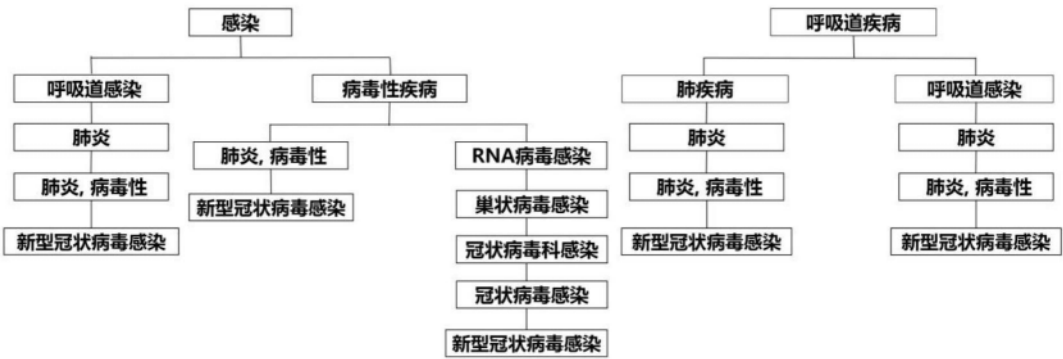 感染
呼吸道疾病
呼吸道感染
病毒性疾病
肺疾病
呼吸道感染
肺炎
肺炎, 病毒性
RNA病毒感染
肺炎
肺炎
肺炎, 病毒性
新型冠状病毒感染
巢状病毒感染
肺炎, 病毒性
肺炎, 病毒性
新型冠状病毒感染
冠状病毒科感染
新型冠状病毒感染
新型冠状病毒感染
冠状病毒感染
新型冠状病毒感染